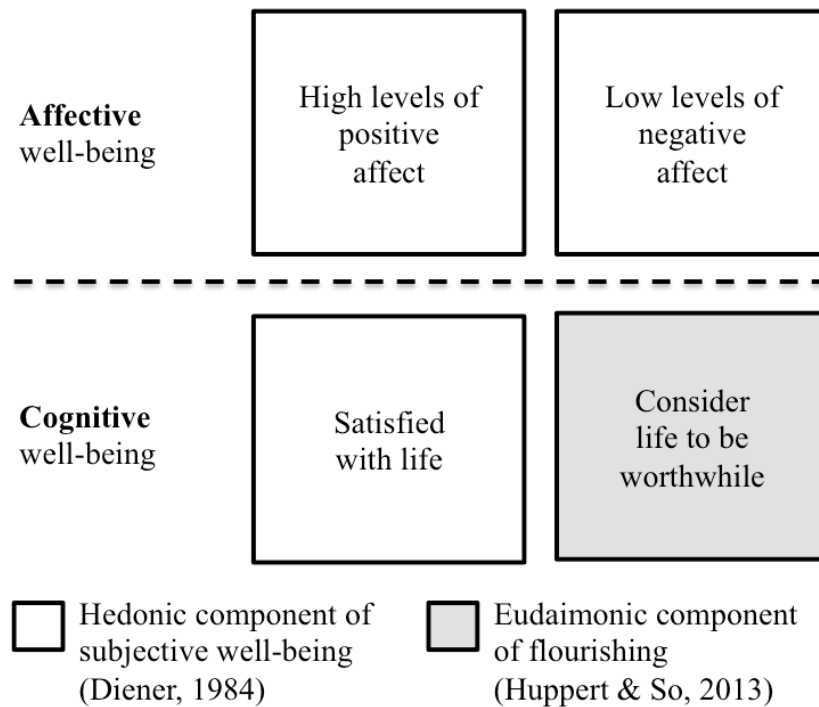 Affective
well-being
High levels of
positive
affect
Low levels of
negative
affect
Cognitive
well-being
Satisfied
with life
Consider
life to be
worthwhile
Hedonic component of
subjective well-being
(Diener, 1984)
Eudaimonic component
of flourishing
(Huppert & So, 2013)